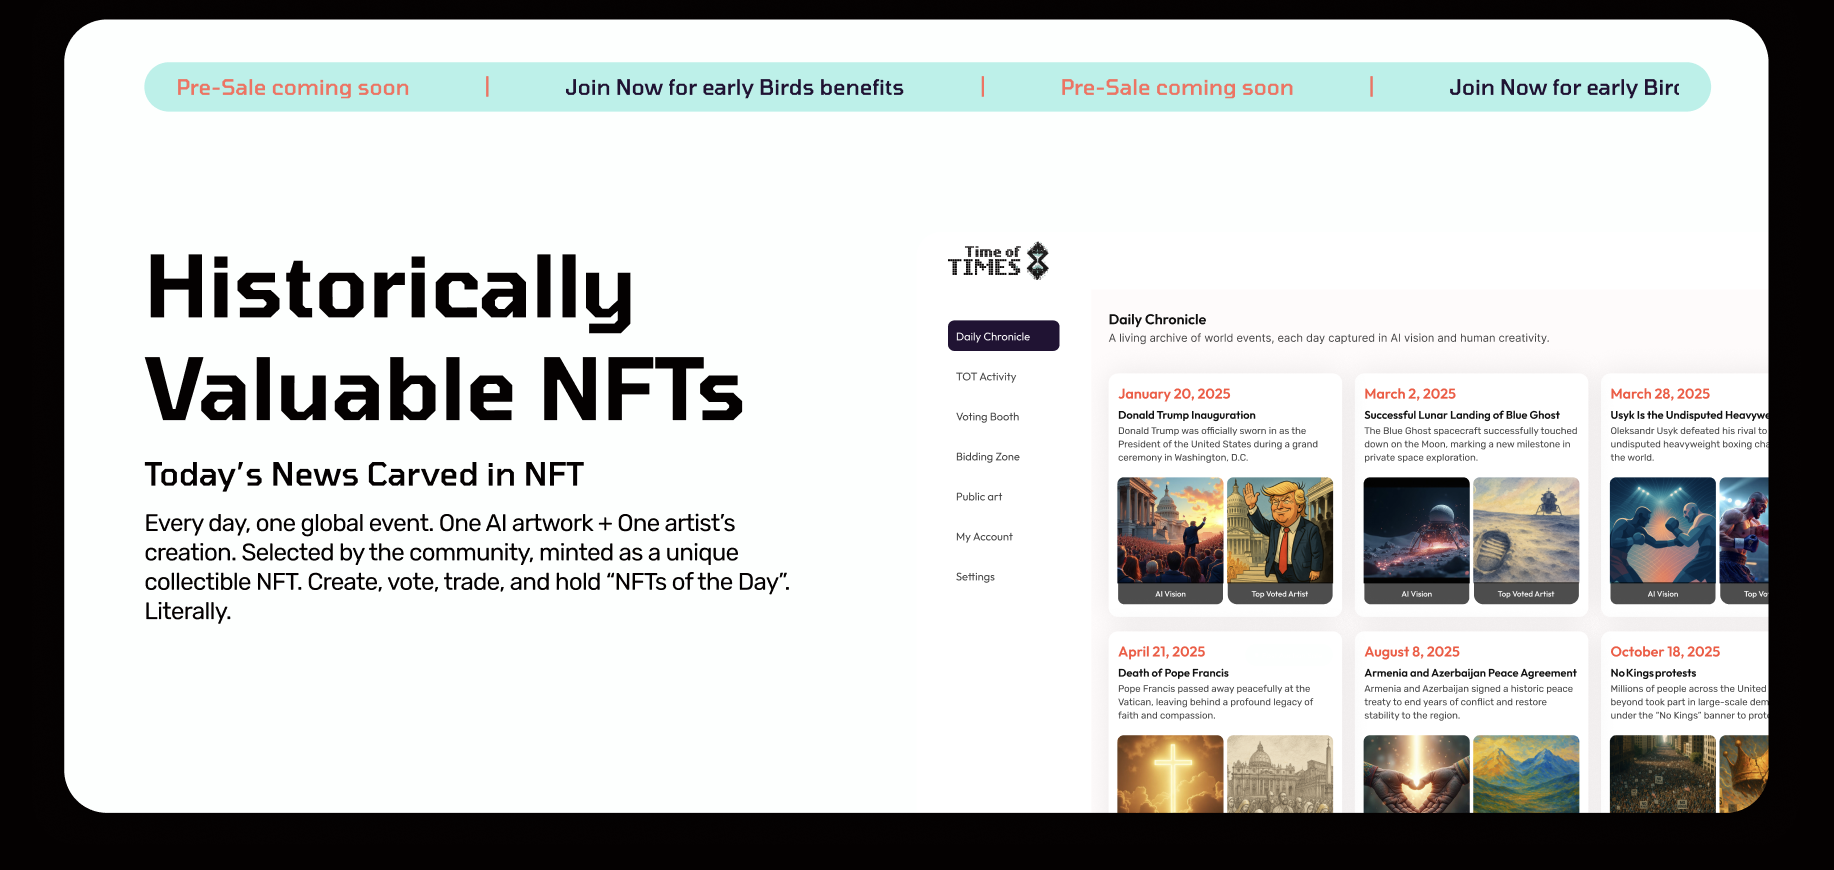 Pre-Sale coming soon | Join Now for early Birds benefits | Pre-Sale coming soon | Join Now for early Bir
Historically
Valuable NFTs
Today's News Carved in NFT
Every day, one global event. One AI artwork + One artist's
creation. Selected by the community, minted as a unique
collectible NFT. Create, vote, trade, and hold “NFTs of the Day”.
Literally.
Time of
TIMES
Daily Chronicle
TOT Activity
Voting Booth
Bidding Zone
Public art
My Account
Settings
Daily Chronicle
A living archive of world events, each day captured in AI vision and human creativity.
January 20, 2025
Donald Trump Inauguration
Donald Trump was officially sworn in as the
President of the United States during a grand
ceremony in Washington, D.C.
AI Vision
Top Voted Artist
March 2, 2025
Successful Lunar Landing of Blue Ghost
The Blue Ghost spacecraft successfully touched
down on the Moon, marking a new milestone in
private space exploration.
AI Vision
Top Voted Artist
March 28, 2025
Usyk Is the Undisputed Heavywe
Oleksandr Usyk defeated his rival to
undisputed heavyweight boxing cha
the world.
AI Vision
Top Vo
April 21, 2025
Death of Pope Francis
Pope Francis passed away peacefully at the
Vatican, leaving behind a profound legacy of
faith and compassion.
August 8, 2025
Armenia and Azerbaijan Peace Agreement
Armenia and Azerbaijan signed a historic peace
treaty to end years of conflict and restore
stability to the region.
October 18, 2025
No Kings protests
Millions of people across the United
beyond took part in large-scale dem
under the “No Kings” banner to prot